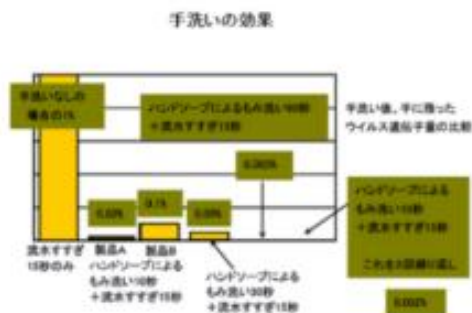 手洗いの効果
手洗いなしの
場合の1%
ハンドソープによるもみ洗い60秒
＋流水すすぎ15秒
手洗い後、手に残った
ウイルス遺伝子量の比較
ハンドソープによる
もみ洗い10秒
＋流水すすぎ15秒
これを2回繰り返し
0.1%
流水すすぎ
15秒のみ
製品A
製品B
ハンドソープによる
もみ洗い10秒
＋流水すすぎ15秒
ハンドソープによる
もみ洗い30秒
＋流水すすぎ15秒